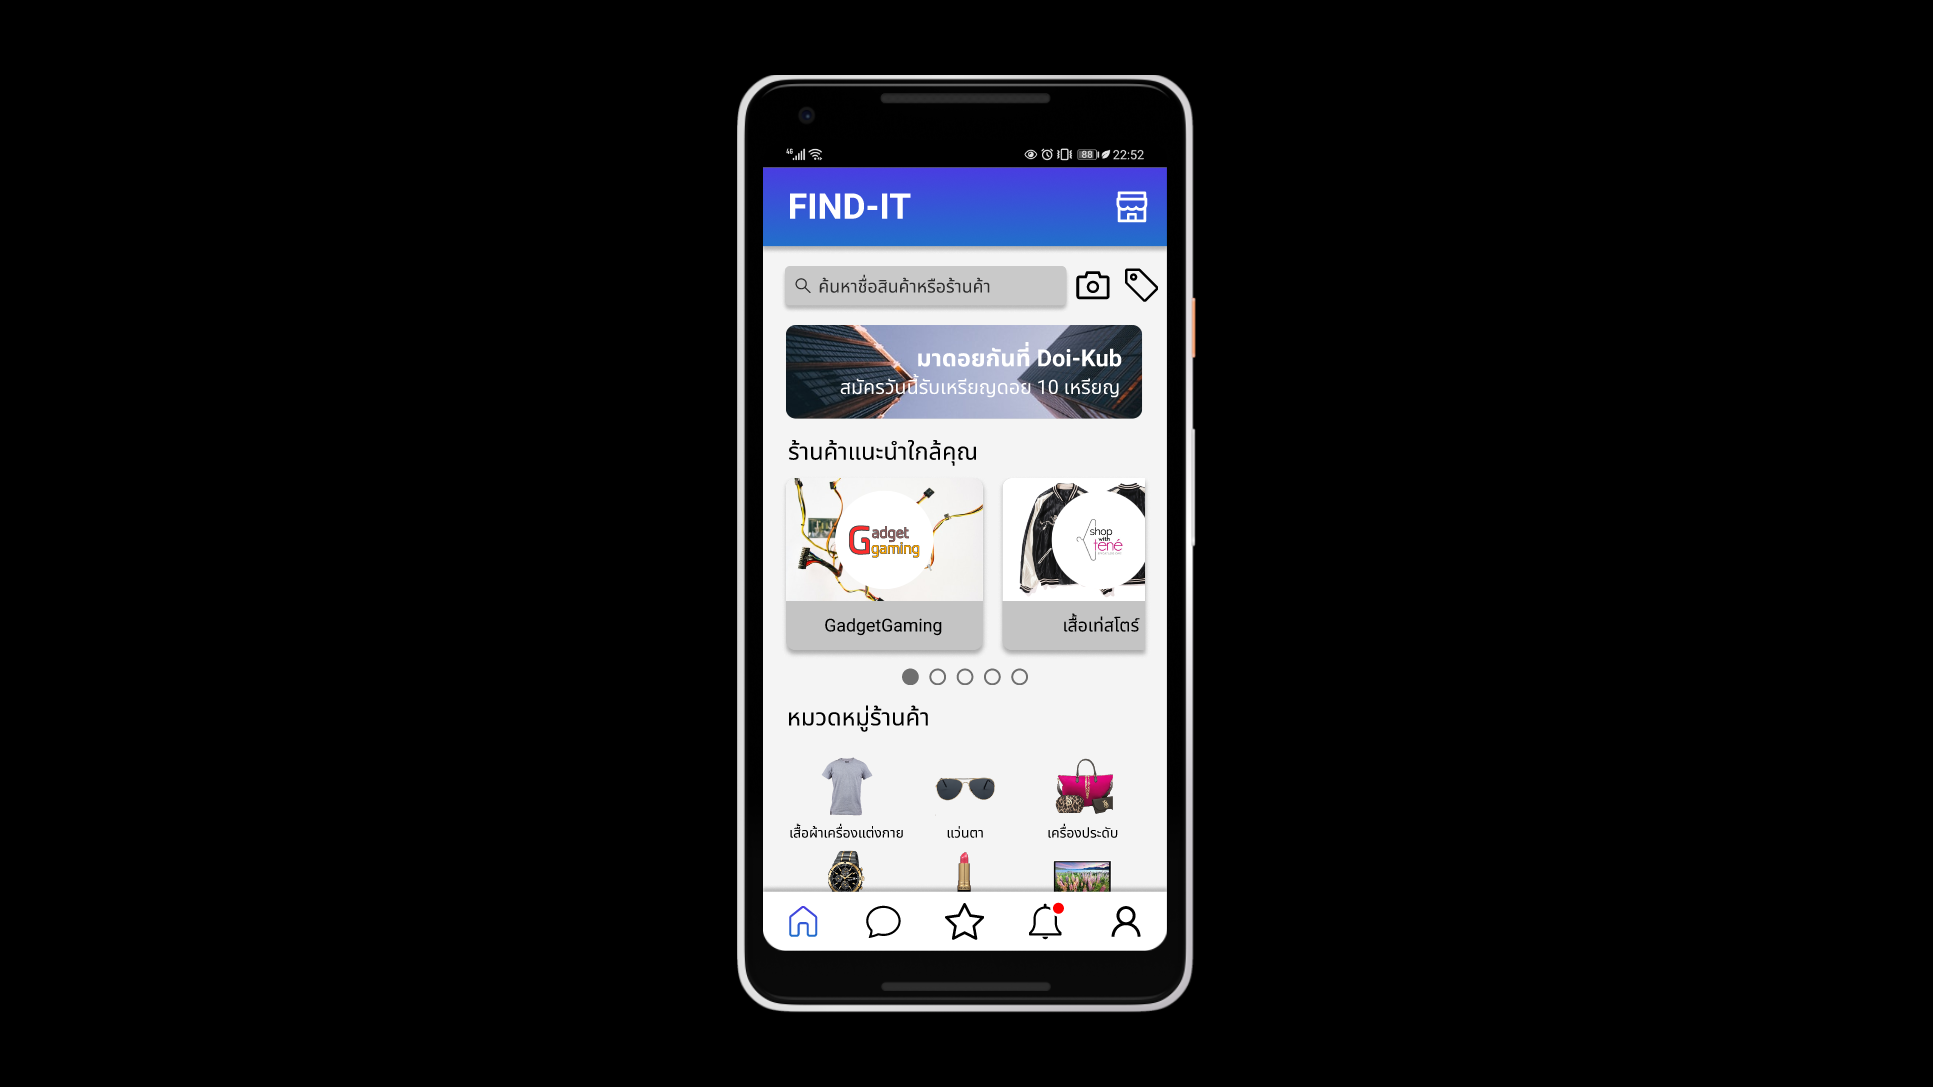 4G 88 22:52
FIND-IT
ค้นหาชื่อสินค้าหรือร้านค้า
มาดอยกันที่ Doi-Kub
สมัครวันนี้รับเหรียญดอย 10 เหรียญ
ร้านค้าแนะนำใกล้คุณ
Gadget
gaming
shop
with
tené
GadgetGaming
เสื้อเท่สโตร์
หมวดหมู่ร้านค้า
เสื้อผ้าเครื่องแต่งกาย
แว่นตา
เครื่องประดับ